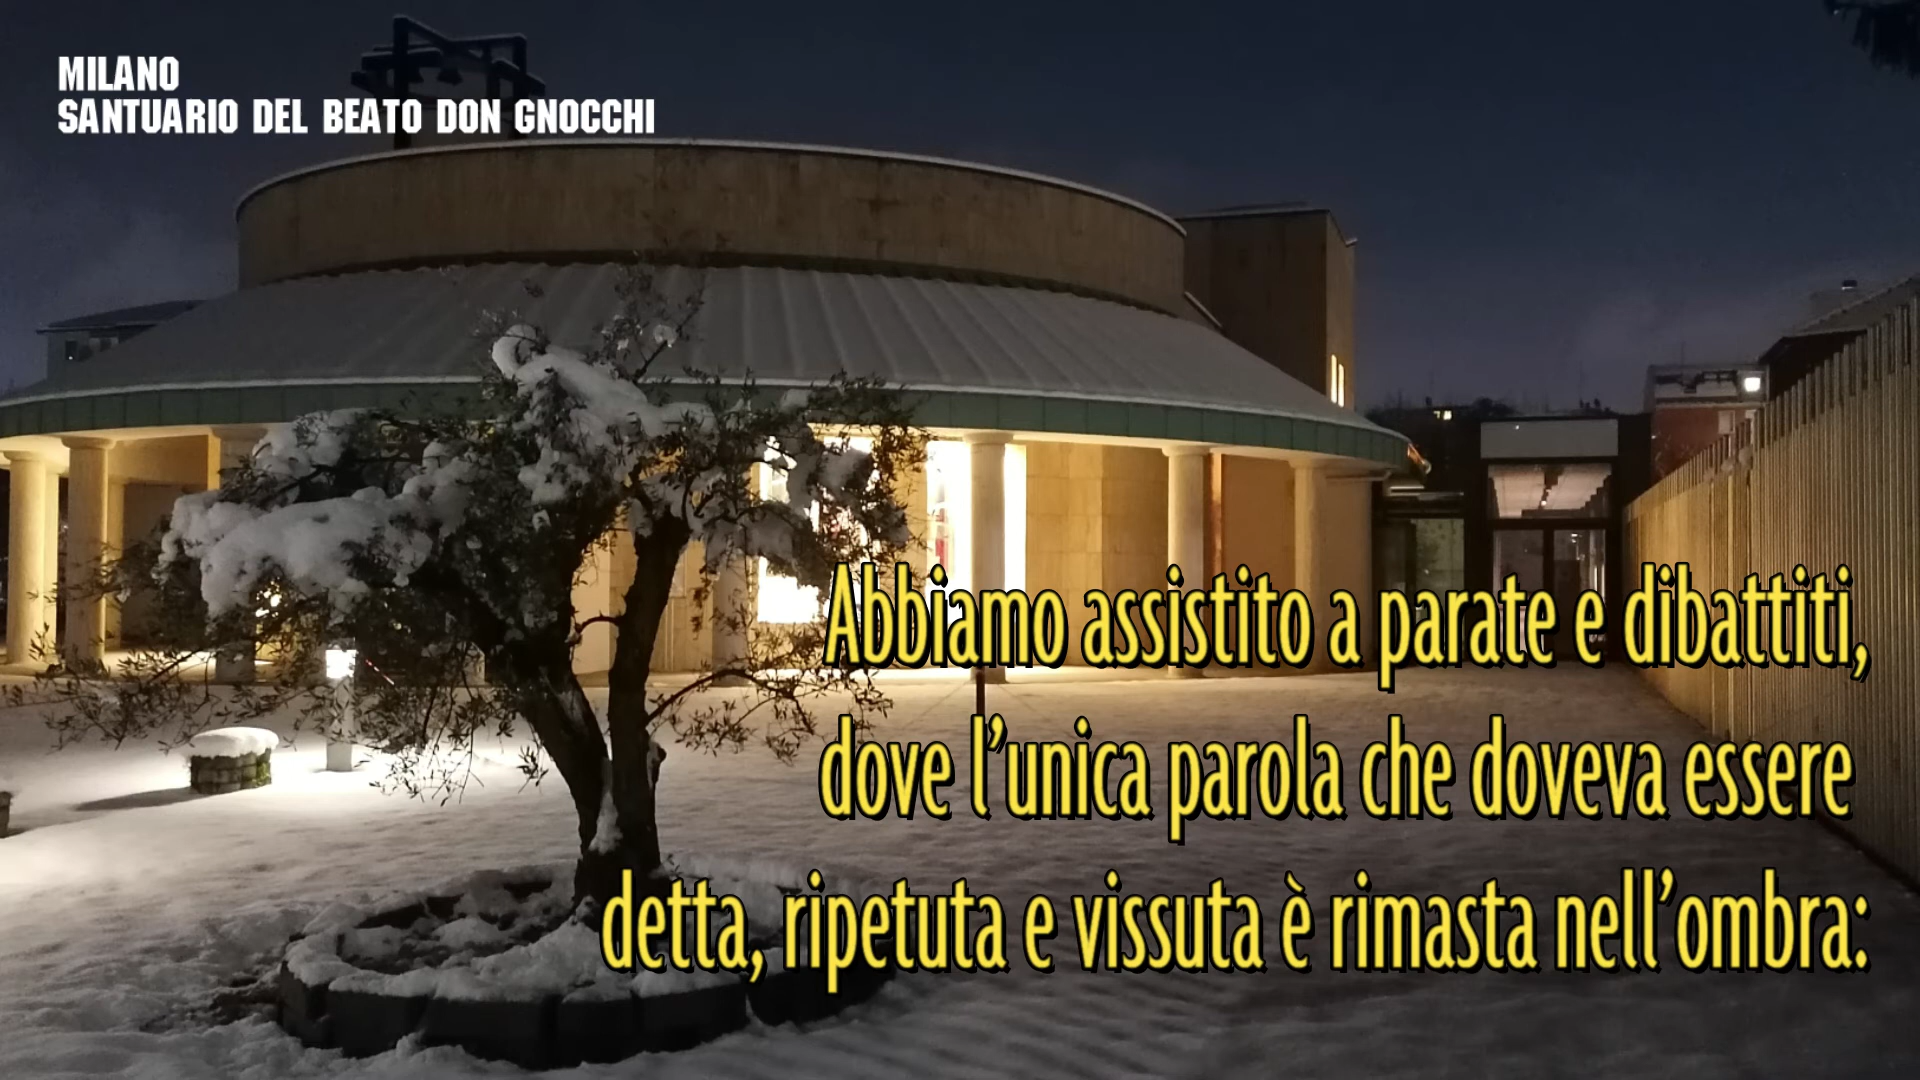 MILANO
SANTUARIO DEL BEATO DON GNOCCHI
Abbiamo assistito a parate e dibattiti,
dove l’unica parola che doveva essere
detta, ripetuta e vissuta è rimasta nell’ombra: